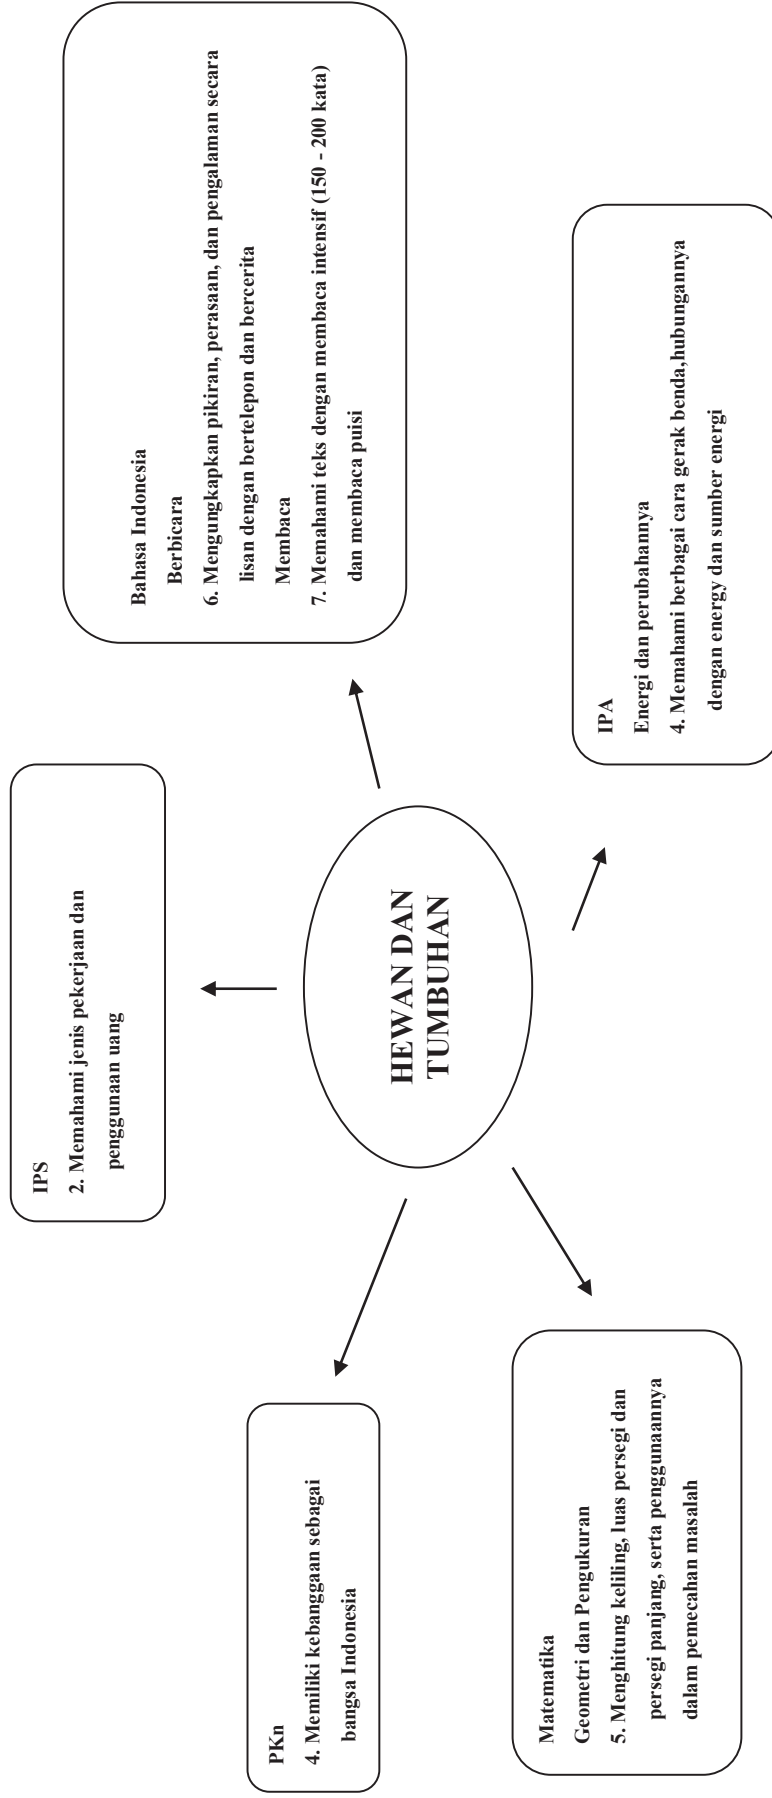 IPS
2. Memahami jenis pekerjaan dan
penggunaan uang
PKn
4. Memiliki kebanggaan sebagai
bangsa Indonesia
Bahasa Indonesia
Berbicara
6. Mengungkapkan pikiran, perasaan, dan pengalaman secara
lisan dengan bertelepon dan bercerita
Membaca
7. Memahami teks dengan membaca intensif (150 - 200 kata)
dan membaca puisi
HEWAN DAN
TUMBUHAN
Matematika
Geometri dan Pengukuran
5. Menghitung keliling, luas persegi dan
persegi panjang, serta penggunaannya
dalam pemecahan masalah
IPA
Energi dan perubahannya
4. Memahami berbagai cara gerak benda,hubungannya
dengan energy dan sumber energi